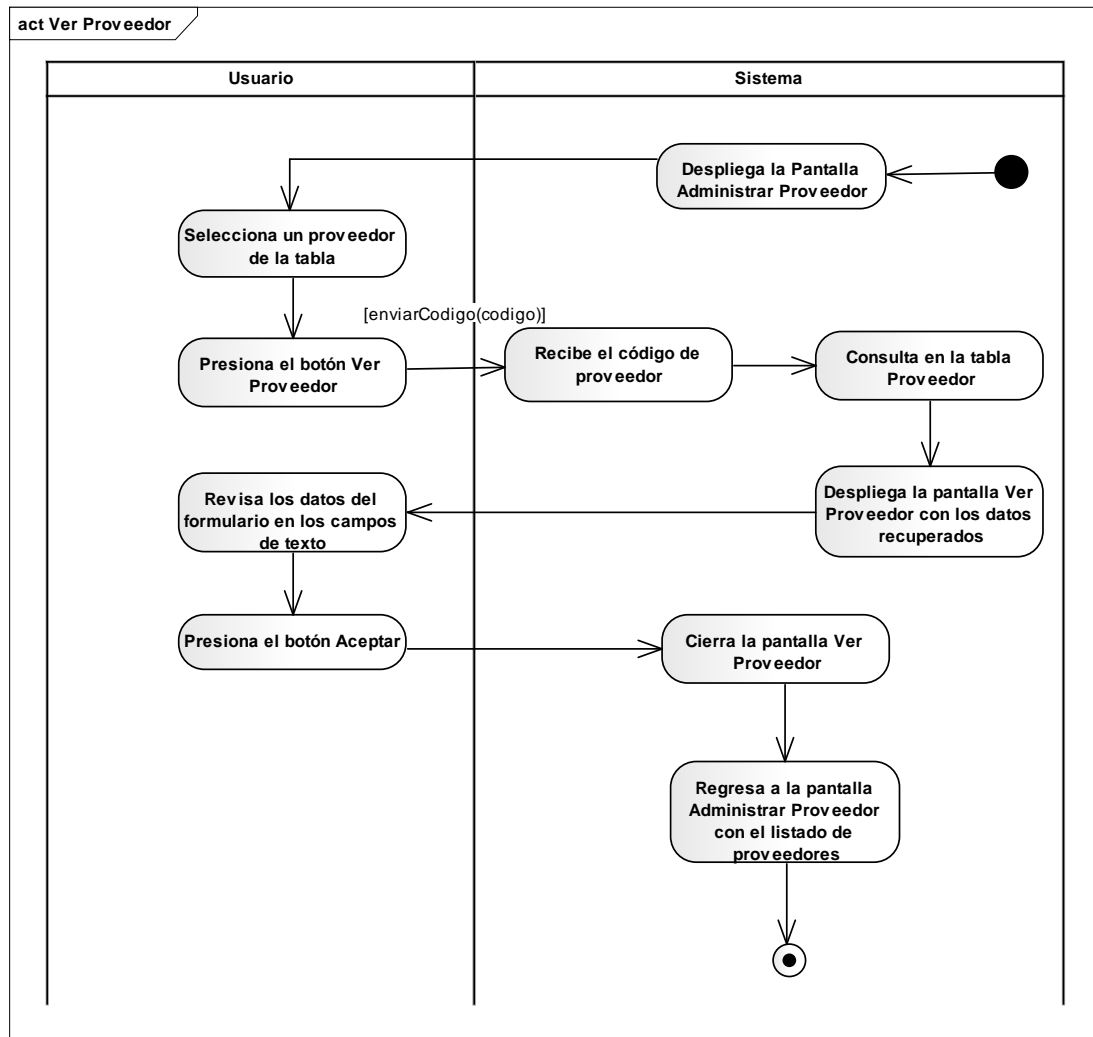 act Ver Proveedor
Usuario
Sistema
Despliega la Pantalla
Administrar Proveedor
Selecciona un proveedor
de la tabla
[enviarCodigo(codigo)]
Presiona el botón Ver
Proveedor
Recibe el código de
proveedor
Consulta en la tabla
Proveedor
Despliega la pantalla Ver
Proveedor con los datos
recuperados
Revisa los datos del
formulario en los campos
de texto
Presiona el botón Aceptar
Cierra la pantalla Ver
Proveedor
Regresa a la pantalla
Administrar Proveedor
con el listado de
proveedores